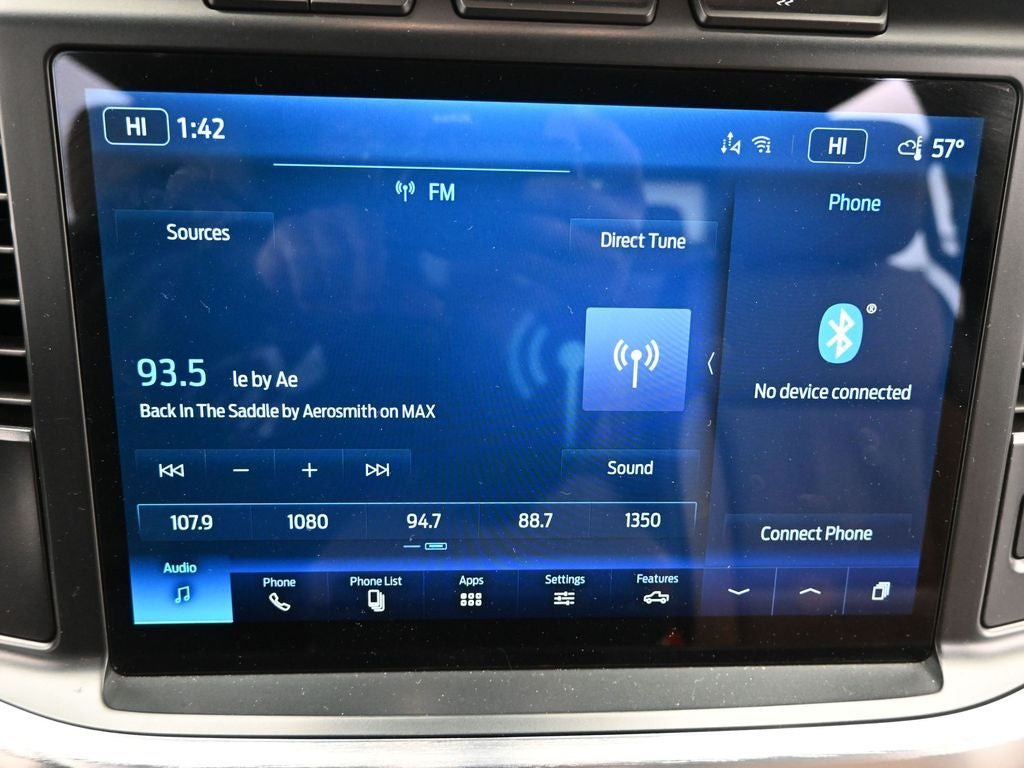 HI 1:42
HI 57°
FM
Phone
Sources
Direct Tune
93.5 le by Ae
Back In The Saddle by Aerosmith on MAX
No device connected
Sound
107.9 1080 94.7 88.7 1350
Connect Phone
Audio Phone Phone List Apps Settings Features